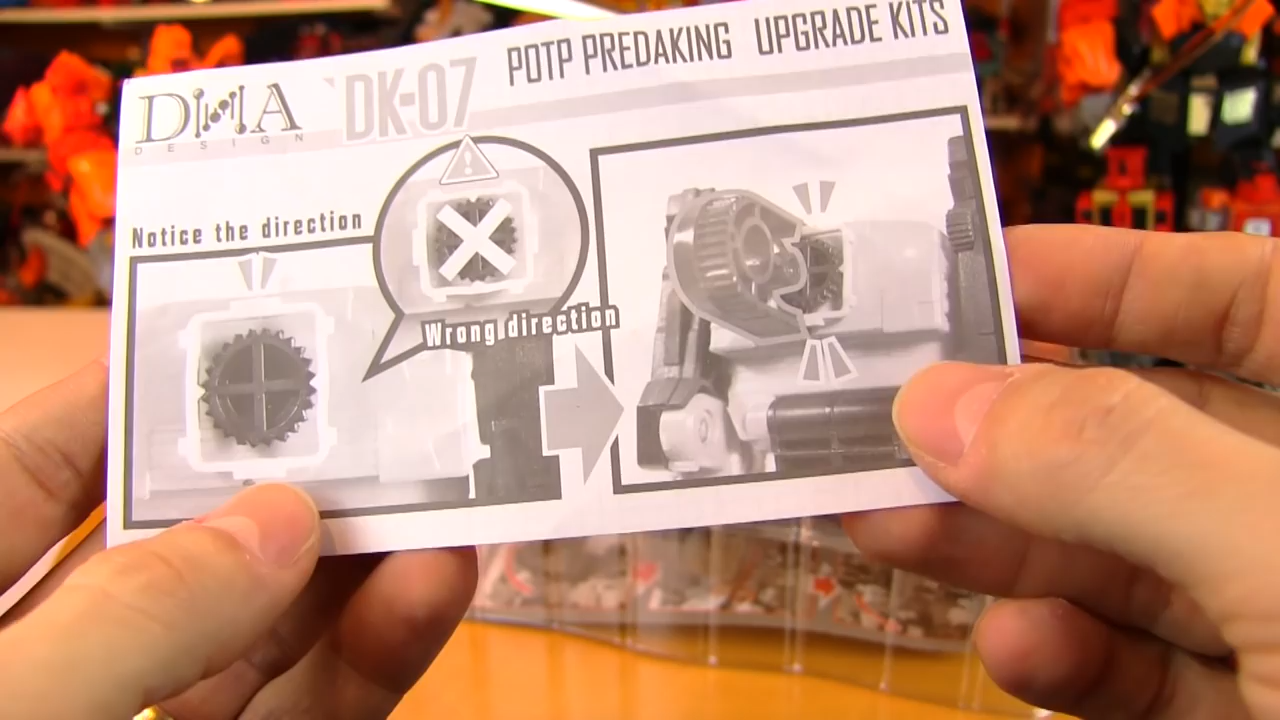 DNA
DESIGN
DK-07
POTP PREDAKING UPGRADE KITS
Notice the direction
!
Wrong direction